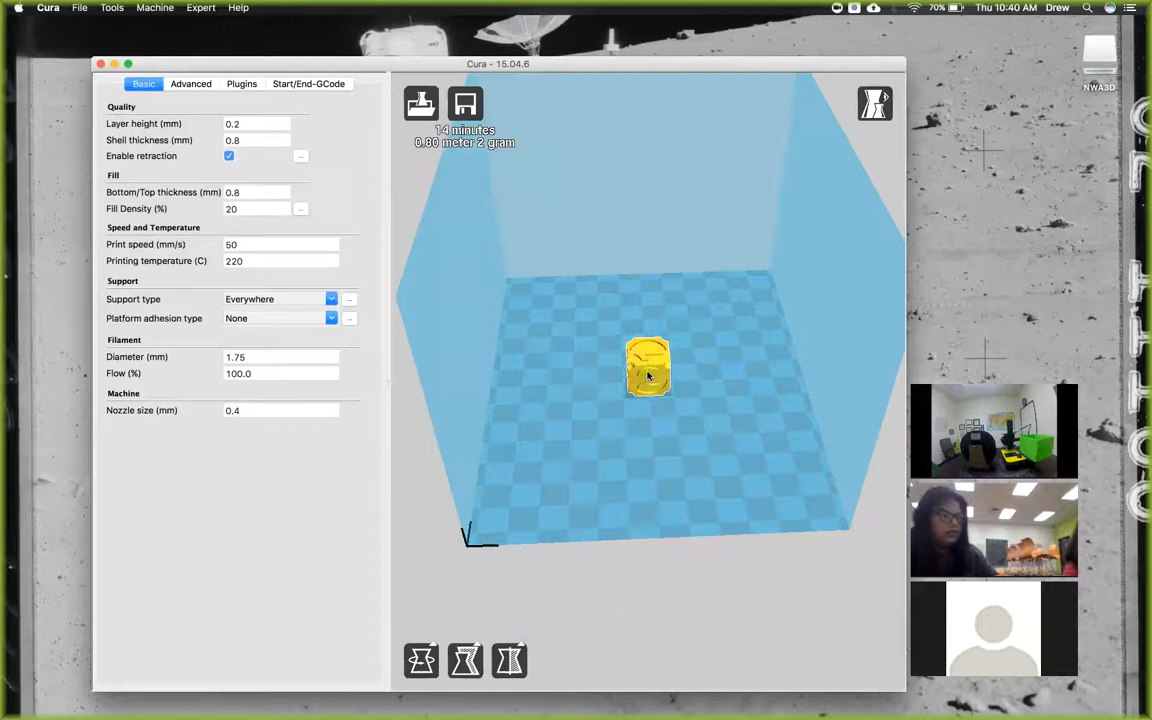 Cura File Tools Machine Expert Help 70% Thu 10:40 AM Drew
Cura - 15.04.6
NWA3D
Basic Advanced Plugins Start/End-GCode
Quality
Layer height (mm) 0.2
Shell thickness (mm) 0.8
Enable retraction ...
Fill
Bottom/Top thickness (mm) 0.8
Fill Density (%) 20 ...
Speed and Temperature
Print speed (mm/s) 50
Printing temperature (C) 220
Support
Support type Everywhere ...
Platform adhesion type None ...
Filament
Diameter (mm) 1.75
Flow (%) 100.0
Machine
Nozzle size (mm) 0.4
14 minutes
0.80 meter 2 gram